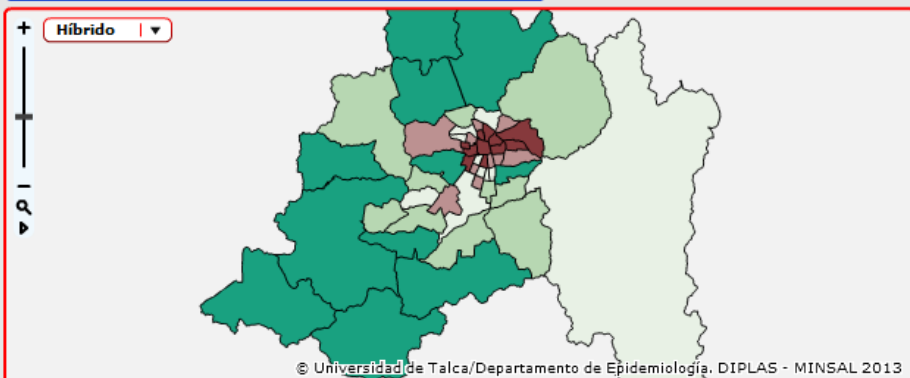 Híbrido
© Universidad de Talca/Departamento de Epidemiología. DIPLAS - MINSAL 2013